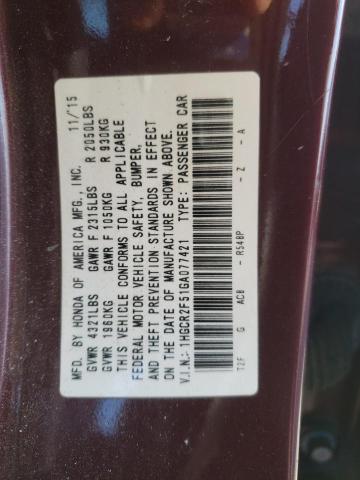 MFD. BY HONDA OF AMERICA MFG., INC. 11/15
GVWR 4321LBS GAWR F 2315LBS R 2050LBS
GVWR 1960KG GAWR F 1050KG R 930KG
THIS VEHICLE CONFORMS TO ALL APPLICABLE
FEDERAL MOTOR VEHICLE SAFETY, BUMPER,
AND THEFT PREVENTION STANDARDS IN EFFECT
ON THE DATE OF MANUFACTURE SHOWN ABOVE.
V.I.N.: 1HGCR2F51GA077421 TYPE: PASSENGER CAR
T2F G ACB - R548P - Z - A